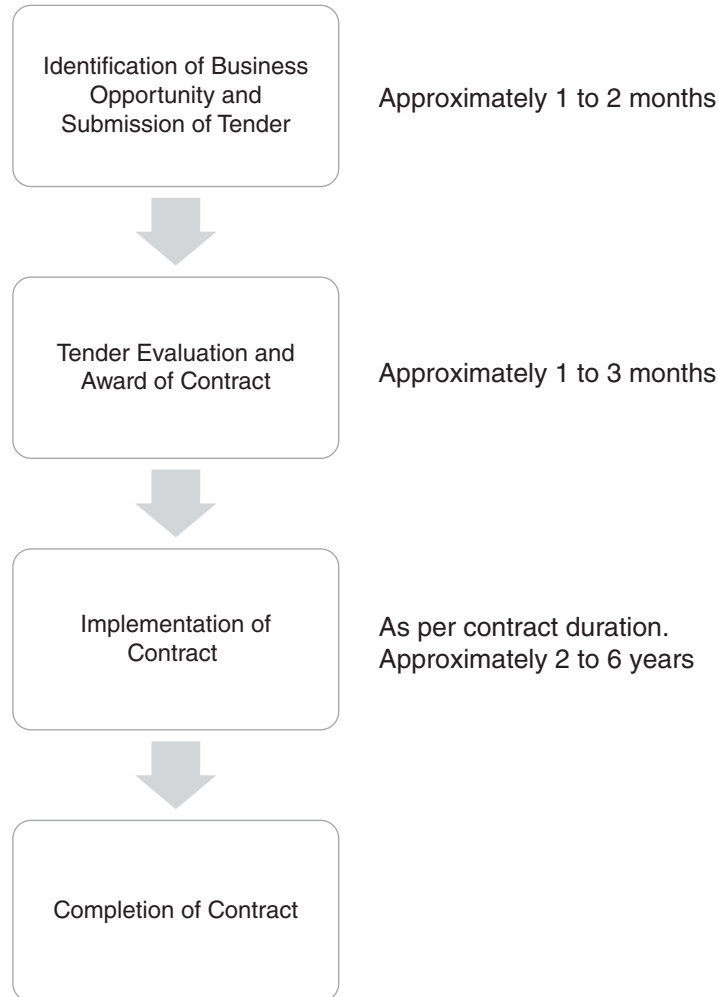 Identification of Business
Opportunity and
Submission of Tender
Approximately 1 to 2 months
Tender Evaluation and
Award of Contract
Approximately 1 to 3 months
Implementation of
Contract
As per contract duration.
Approximately 2 to 6 years
Completion of Contract